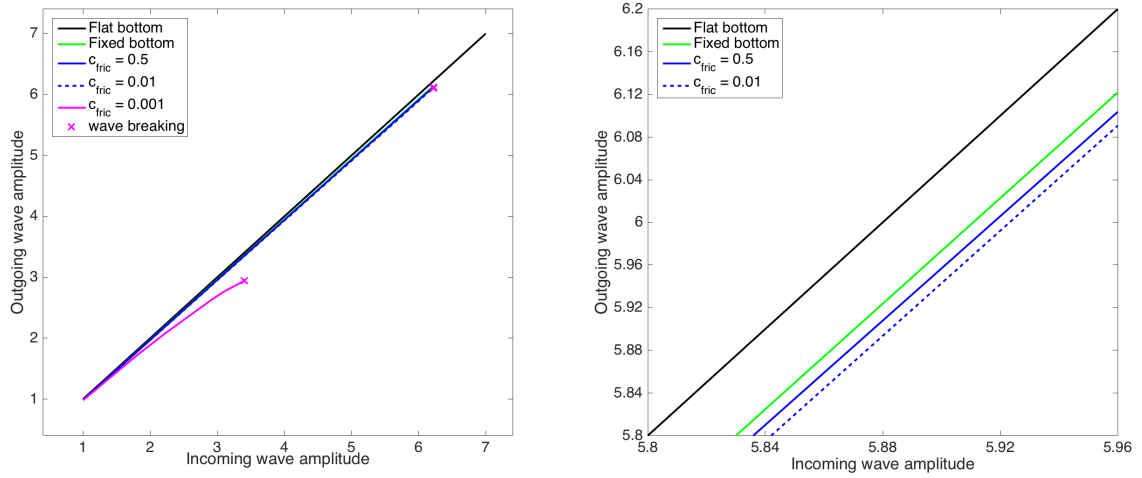 7
6
5
4
3
2
1
Outgoing wave amplitude
Flat bottom
Fixed bottom
c_fric = 0.5
c_fric = 0.01
c_fric = 0.001
wave breaking
1 2 3 4 5 6 7
Incoming wave amplitude
6.2
6.16
6.12
6.08
6.04
6
5.96
5.92
5.88
5.84
5.8
Outgoing wave amplitude
Flat bottom
Fixed bottom
c_fric = 0.5
c_fric = 0.01
5.8 5.84 5.88 5.92 5.96
Incoming wave amplitude